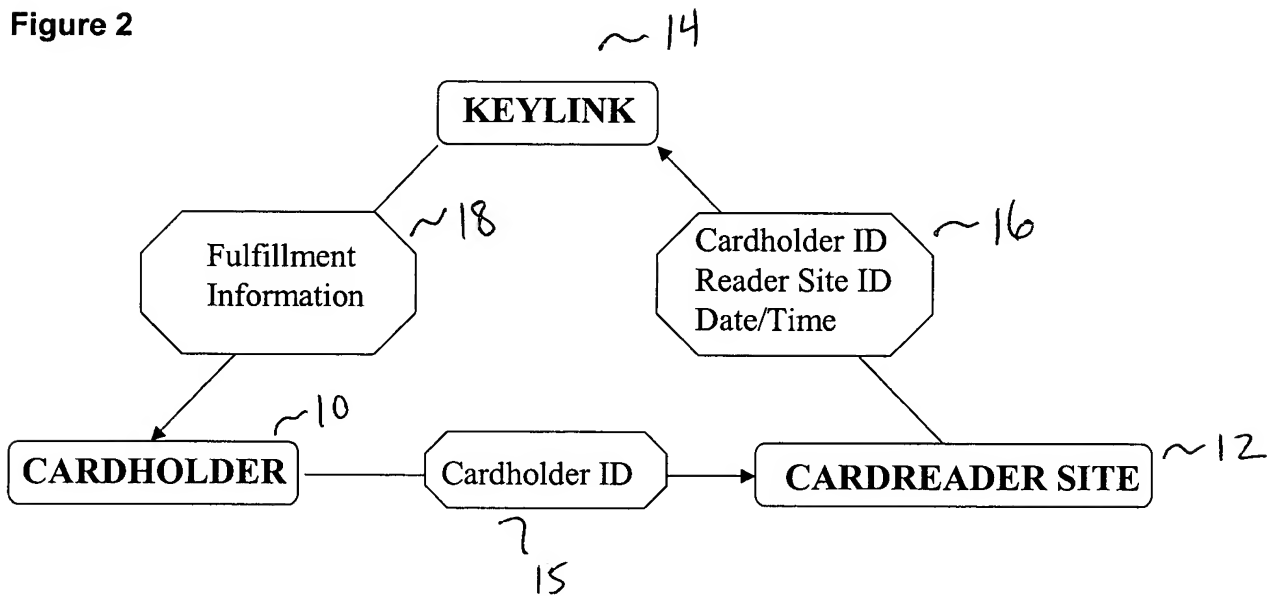 Figure 2
14
KEYLINK
18
Fulfillment
Information
16
Cardholder ID
Reader Site ID
Date/Time
10
CARDHOLDER
Cardholder ID
15
CARDREADER SITE
12